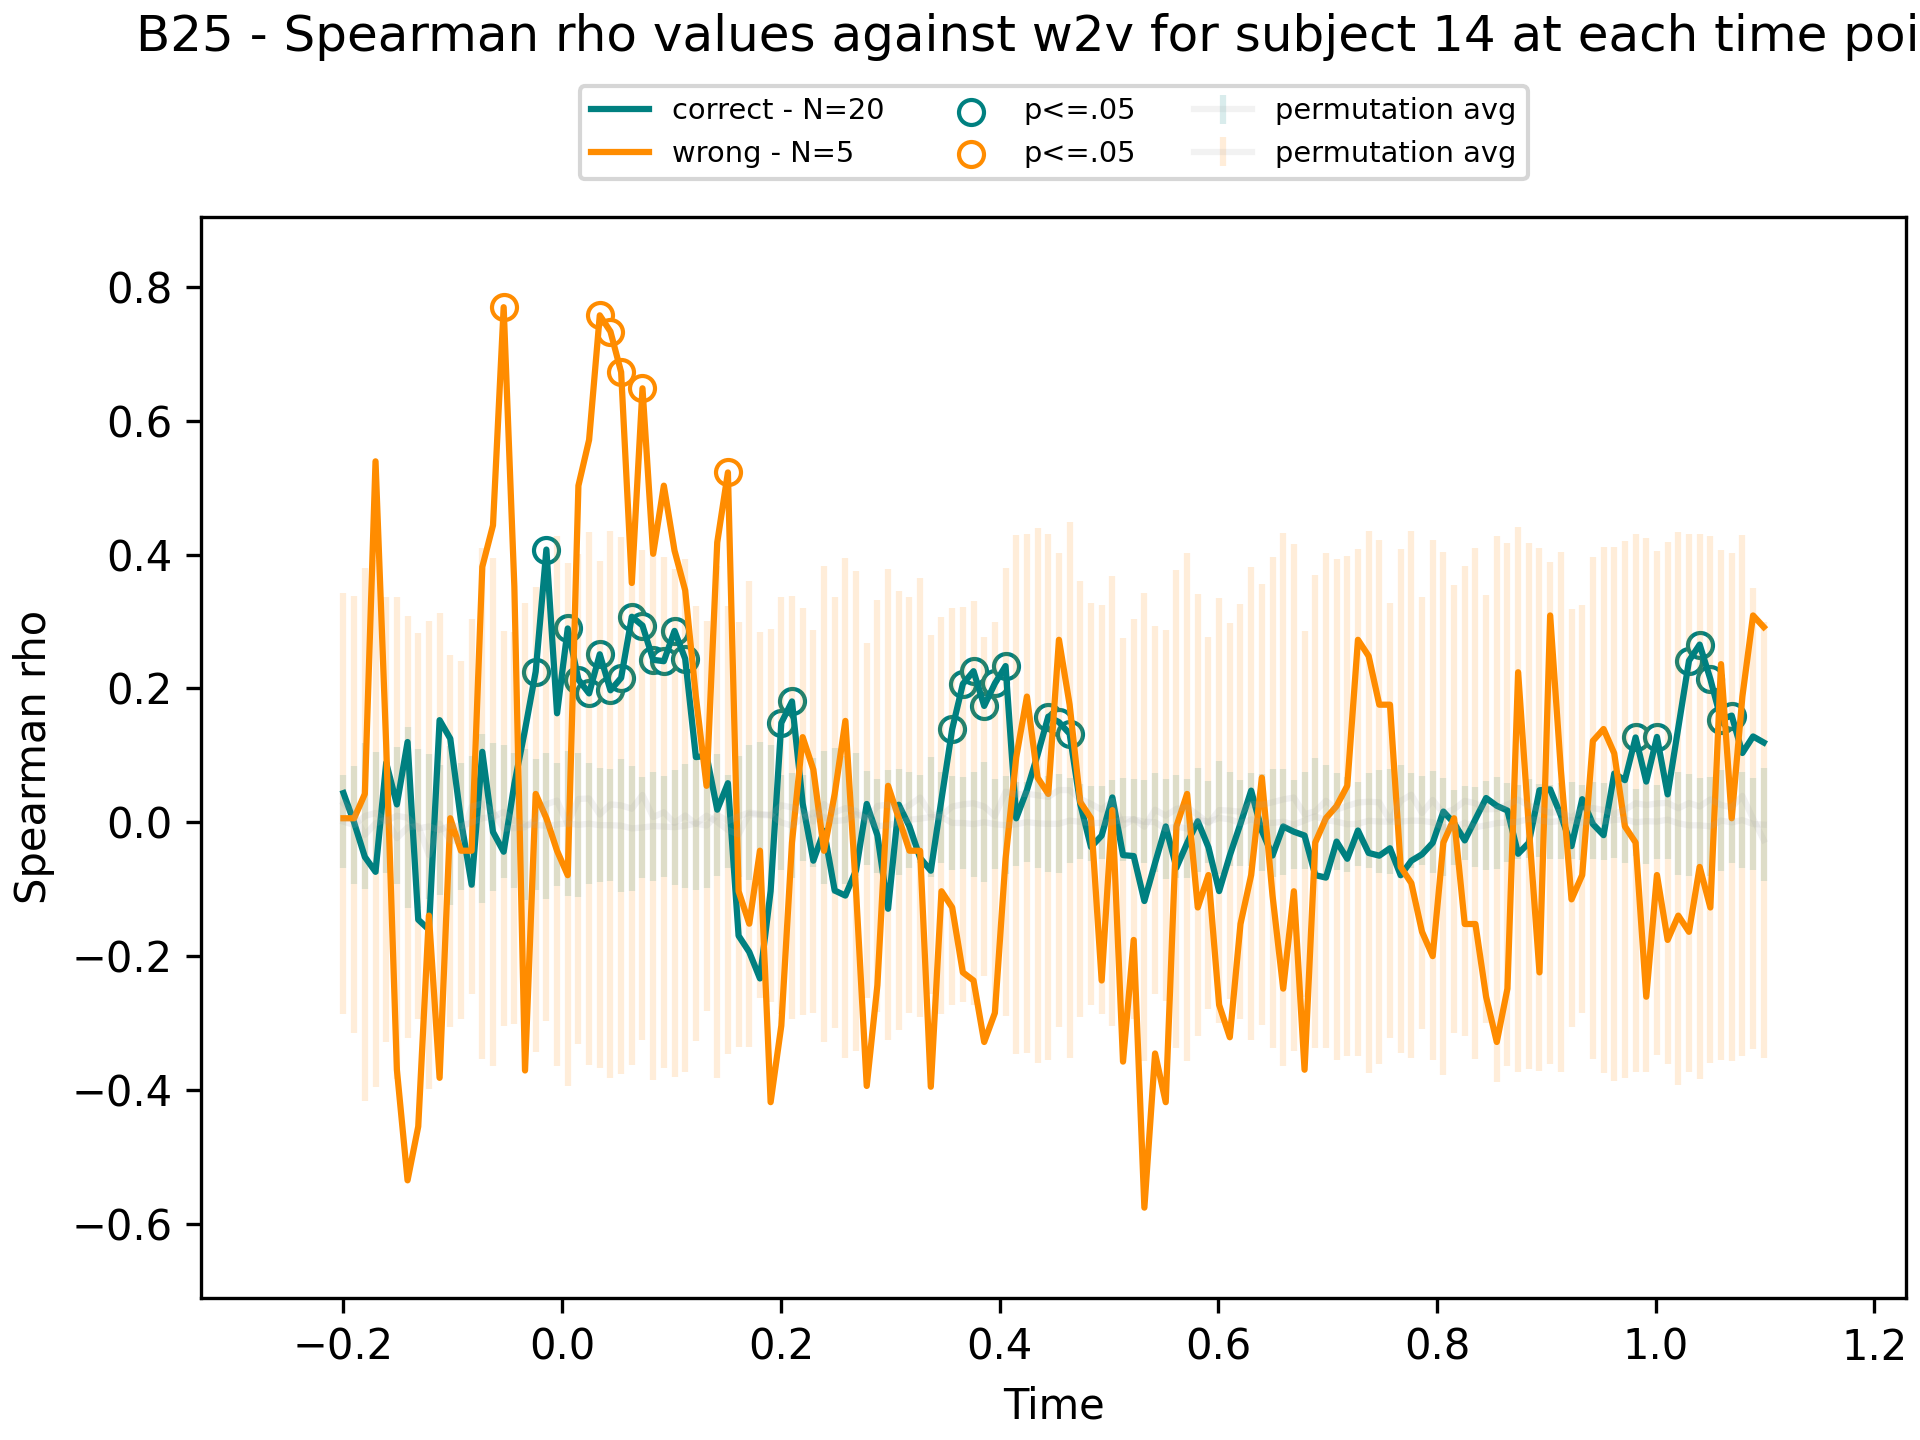 B25 - Spearman rho values against w2v for subject 14 at each time poi
correct - N=20
wrong - N=5
p<=.05
p<=.05
permutation avg
permutation avg
Spearman rho
0.8
0.6
0.4
0.2
0.0
−0.2
−0.4
−0.6
−0.2 0.0 0.2 0.4 0.6 0.8 1.0 1.2
Time